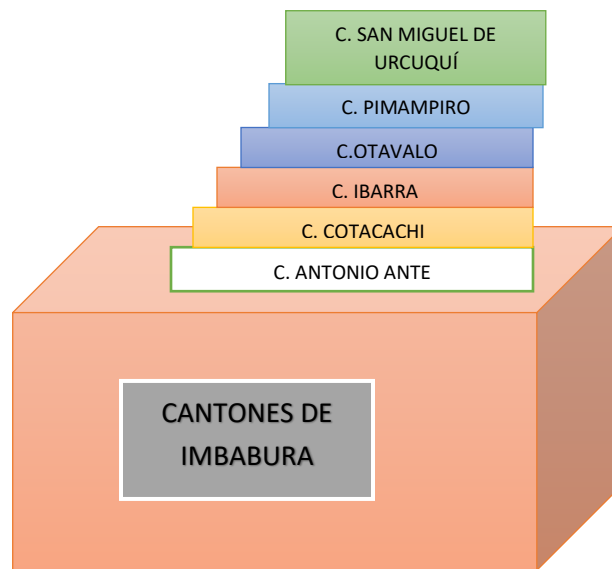 C. SAN MIGUEL DE
URCUQUÍ
C. PIMAMPIRO
C.OTAVALO
C. IBARRA
C. COTACACHI
C. ANTONIO ANTE
CANTONES DE
IMBABURA